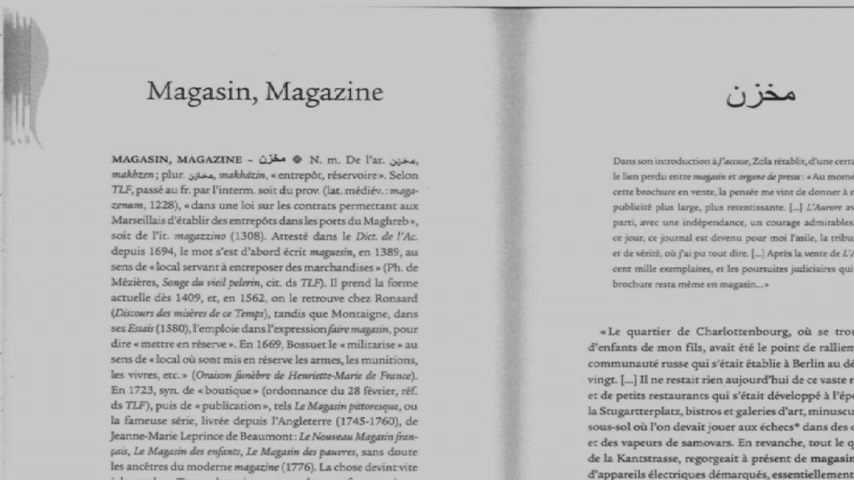 Magasin, Magazine
MAGASIN, MAGAZINE – مخزن ● N. m. De l'ar. مخزن,
makhzen ; plur. مخازن, makhâzin, « entrepôt, réservoire ». Selon
TLF, passé au fr. par l'interm. soit du prov. (lat. médiév. : maga-
zenum, 1228), « dans une loi sur les contrats permettant aux
Marseillais d'établir des entrepôts dans les ports du Maghreb »,
soit de l'it. magazzino (1308). Attesté dans le Dict. de l'Ac.
depuis 1694, le mot s'est d'abord écrit maguesin, en 1389, au
sens de « local servant à entreposer des marchandises » (Ph. de
Mézières, Songe du vieil pelerin, cit. ds TLF). Il prend la forme
actuelle dès 1409, et, en 1562, on le retrouve chez Ronsard
(Discours des misères de ce Temps), tandis que Montaigne, dans
ses Essais (1580), l'emploie dans l'expression faire magasin, pour
dire « mettre en réserve ». En 1669, Bossuet le « militarise » au
sens de « local où sont mis en réserve les armes, les munitions,
les vivres, etc. » (Oraison funèbre de Henriette-Marie de France).
En 1723, syn. de « boutique » (ordonnance du 28 février, réf.
ds TLF), puis de « publication », tels Le Magasin pittoresque, ou
la fameuse série, livrée depuis l'Angleterre (1745-1760), de
Jeanne-Marie Leprince de Beaumont : Le Nouveau Magasin fran-
çais, Le Magasin des enfants, Le Magasin des pauvres, sans doute
les ancêtres du moderne magazine (1776). La chose devint vite
مخزن
Dans son introduction à J'accuse, Zola rétablit, d'une certa
le lien perdu entre magasin et organe de presse : « Au mome
cette brochure en vente, la pensée me vint de donner à m
publicité plus large, plus retentissante. [...] L'Aurore av
parti, avec une indépendance, un courage admirables,
ce jour, ce journal est devenu pour moi l'asile, la tribu
et de vérité, où j'ai pu tout dire. [...] Après la vente de L'A
cent mille exemplaires, et les poursuites judiciaires qui
brochure resta même en magasin... »
« Le quartier de Charlottenbourg, où se trou
d'enfants de mon fils, avait été le point de ralliem
communauté russe qui s'était établie à Berlin au dé
vingt. [...] Il ne restait rien aujourd'hui de ce vaste r
et de petits restaurants qui s'était développé à l'épo
la Stugartterplatz, bistros et galeries d'art, minuscu
sous-sol où l'on devait jouer aux échecs* dans des c
et des vapeurs de samovars. En revanche, tout le q
de la Kantstrasse, regorgeait à présent de magasin
d'appareils électriques démarqués, essentiellement